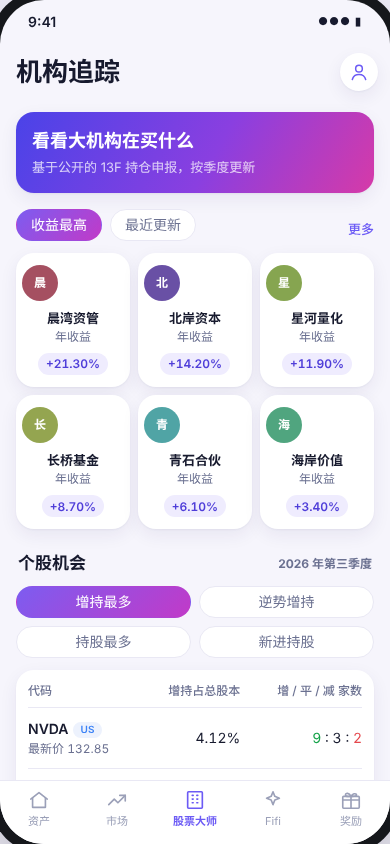 9:41
机构追踪
看看大机构在买什么
基于公开的 13F 持仓申报，按季度更新
收益最高 最近更新 更多
晨 北 星
晨湾资管 北岸资本 星河量化
年收益 年收益 年收益
+21.30% +14.20% +11.90%
长 青 海
长桥基金 青石合伙 海岸价值
年收益 年收益 年收益
+8.70% +6.10% +3.40%
个股机会 2026 年第三季度
增持最多 逆势增持
持股最多 新进持股
代码 增持占总股本 增 / 平 / 减 家数
NVDA US 4.12% 9 : 3 : 2
最新价 132.85
资产 市场 股票大师 Fifi 奖励